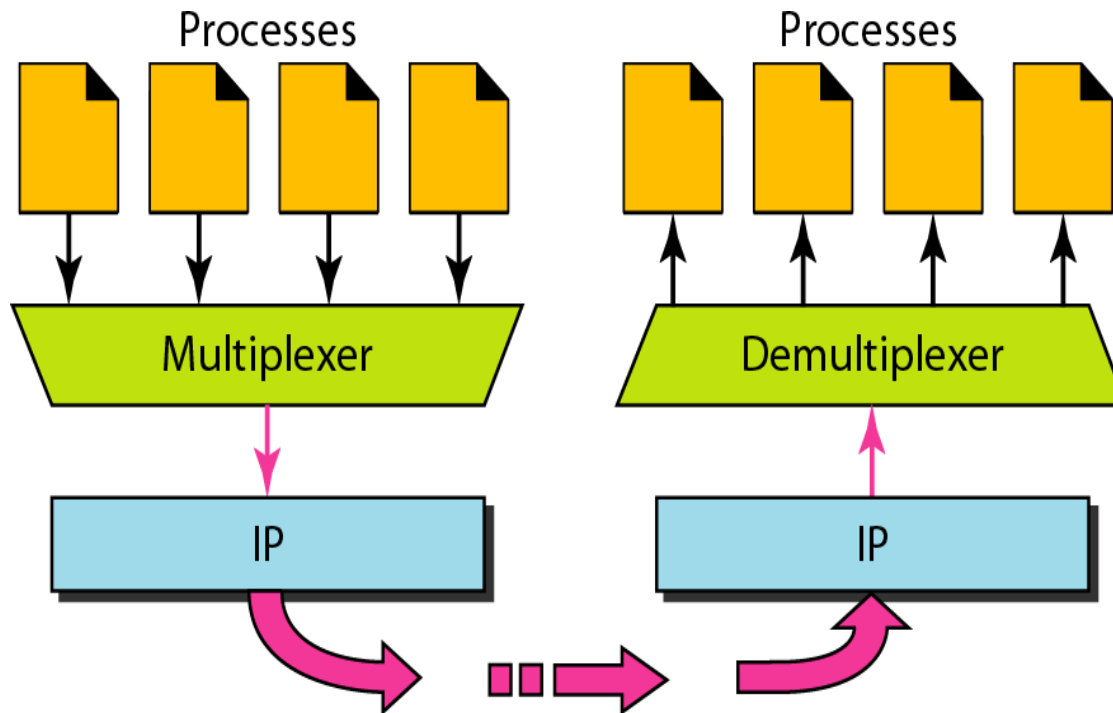 Processes
Processes
Multiplexer
Demultiplexer
IP
IP